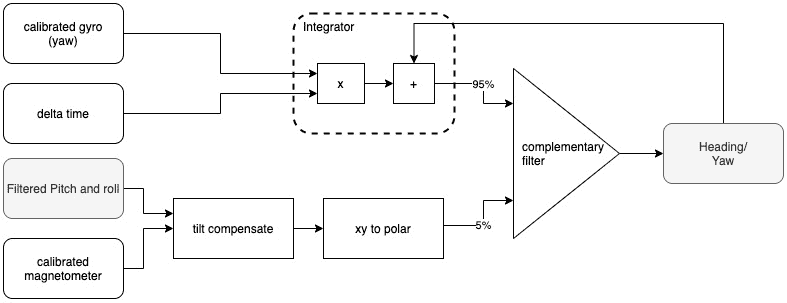 calibrated gyro
(yaw)
Integrator
x
+
95%
delta time
complementary
filter
Heading/
Yaw
Filtered Pitch and roll
tilt compensate
xy to polar
5%
calibrated
magnetometer